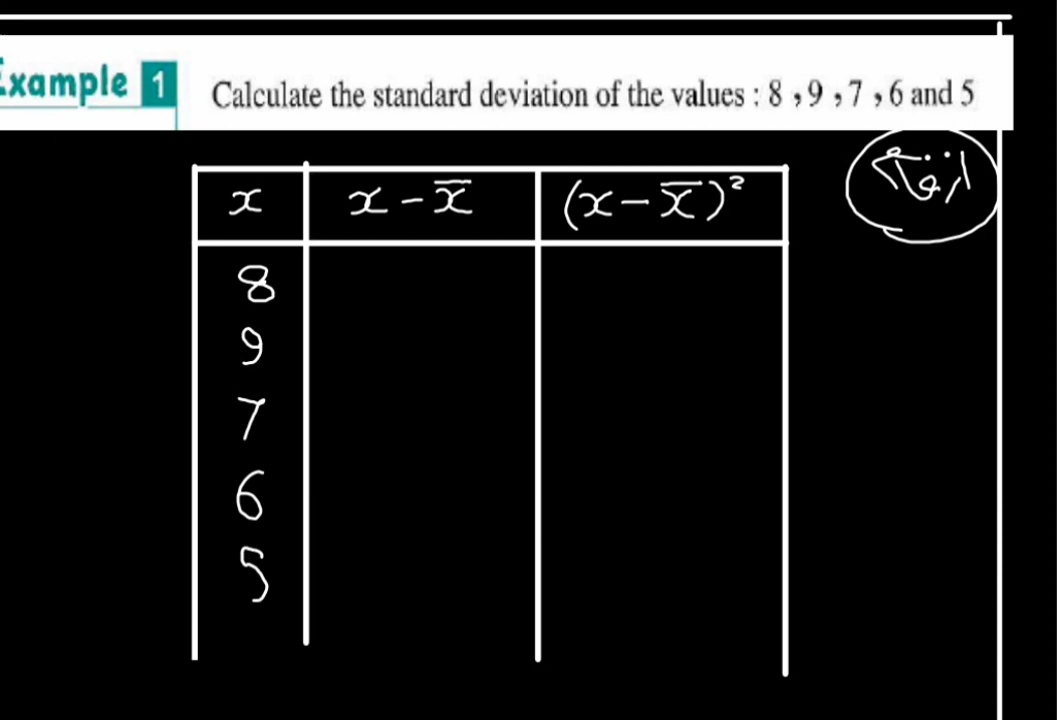 Example 1 Calculate the standard deviation of the values : 8 , 9 , 7 , 6 and 5
x x - x̄ (x - x̄)²
8
9
7
6
5